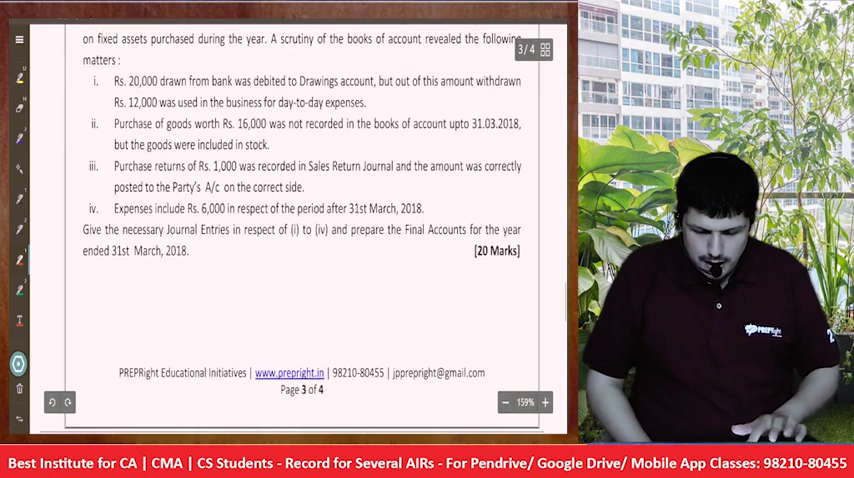 on fixed assets purchased during the year. A scrutiny of the books of account revealed the following
matters :
3/4
i. Rs. 20,000 drawn from bank was debited to Drawings account, but out of this amount withdrawn
Rs. 12,000 was used in the business for day-to-day expenses.
ii. Purchase of goods worth Rs. 16,000 was not recorded in the books of account upto 31.03.2018,
but the goods were included in stock.
iii. Purchase returns of Rs. 1,000 was recorded in Sales Return Journal and the amount was correctly
posted to the Party's A/c on the correct side.
iv. Expenses include Rs. 6,000 in respect of the period after 31st March, 2018.
Give the necessary Journal Entries in respect of (i) to (iv) and prepare the Final Accounts for the year
ended 31st March, 2018. [20 Marks]
PREPRight Educational Initiatives | www.prepright.in | 98210-80455 | jpprepright@gmail.com
Page 3 of 4
− 159% +
PREPRight
Best Institute for CA | CMA | CS Students - Record for Several AIRs - For Pendrive/ Google Drive/ Mobile App Classes: 98210-80455